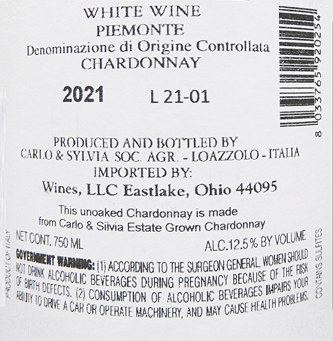 WHITE WINE
PIEMONTE
Denominazione di Origine Controllata
CHARDONNAY
2021 L 21-01
8 033765 920254
PRODUCED AND BOTTLED BY
CARLO & SYLVIA SOC. AGR. - LOAZZOLO - ITALIA
IMPORTED BY:
Wines, LLC Eastlake, Ohio 44095
This unoaked Chardonnay is made
from Carlo & Silvia Estate Grown Chardonnay
NET CONT. 750 ML ALC.12.5% BY VOLUME
PRODUCT OF ITALY
CONTAINS SULFITES
GOVERNMENT WARNING: (1) ACCORDING TO THE SURGEON GENERAL, WOMEN SHOULD
NOT DRINK ALCOHOLIC BEVERAGES DURING PREGNANCY BECAUSE OF THE RISK
OF BIRTH DEFECTS. (2) CONSUMPTION OF ALCOHOLIC BEVERAGES IMPAIRS YOUR
ABILITY TO DRIVE A CAR OR OPERATE MACHINERY, AND MAY CAUSE HEALTH PROBLEMS.